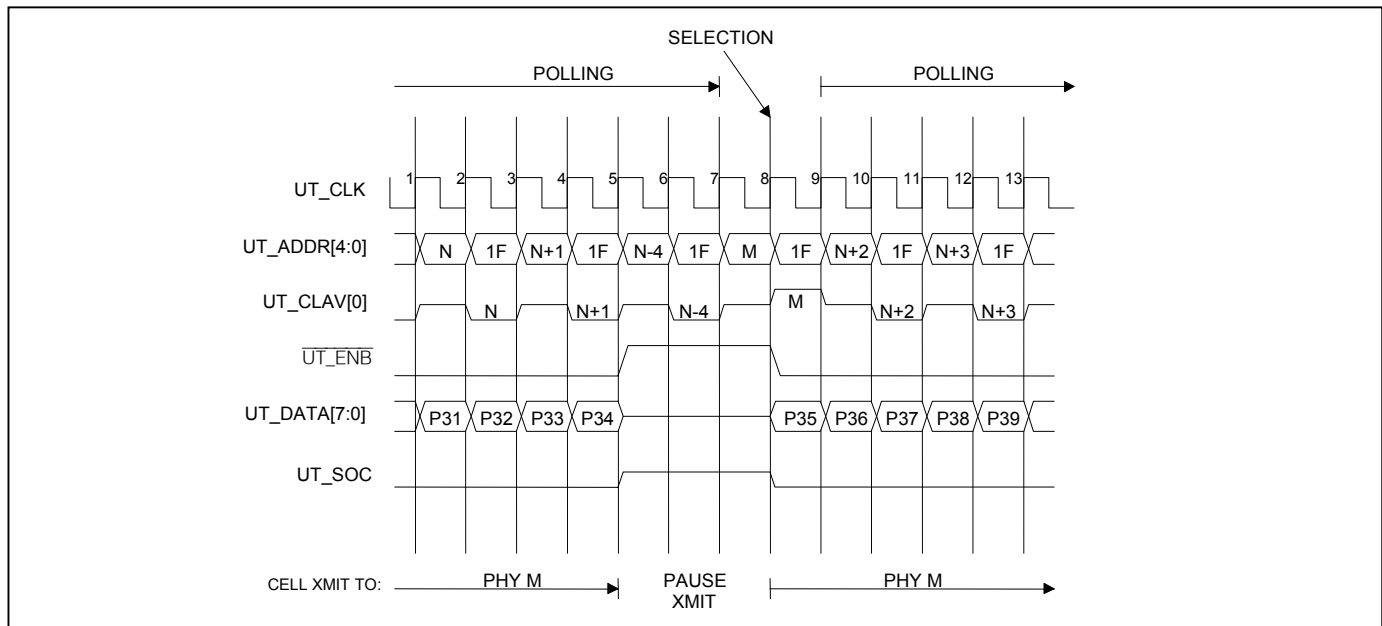 SELECTION
POLLING POLLING
UT_CLK 1 2 3 4 5 6 7 8 9 10 11 12 13
UT_ADDR[4:0] N 1F N+1 1F N-4 1F M 1F N+2 1F N+3 1F
UT_CLAV[0] N N+1 N-4 M N+2 N+3
UT_ENB
UT_DATA[7:0] P31 P32 P33 P34 P35 P36 P37 P38 P39
UT_SOC
CELL XMIT TO: PHY M PAUSE PHY M
XMIT